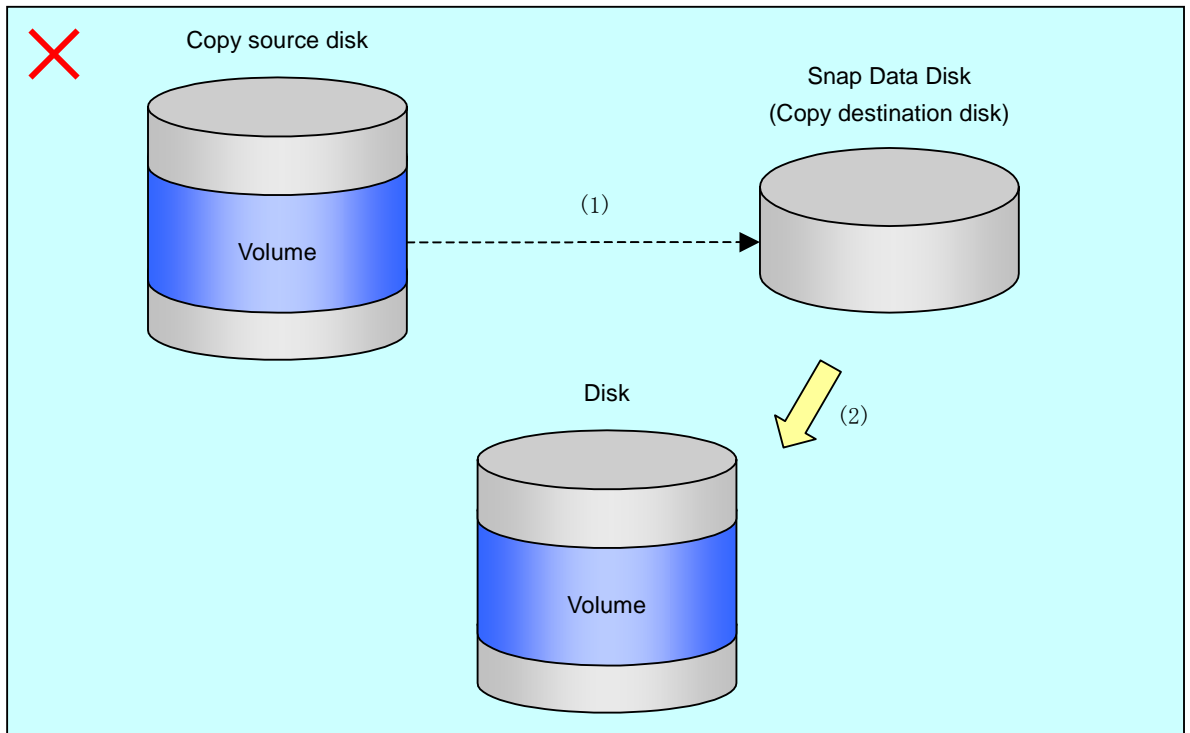 Copy source disk
Snap Data Disk
(Copy destination disk)
(1)
Volume
Disk
(2)
Volume